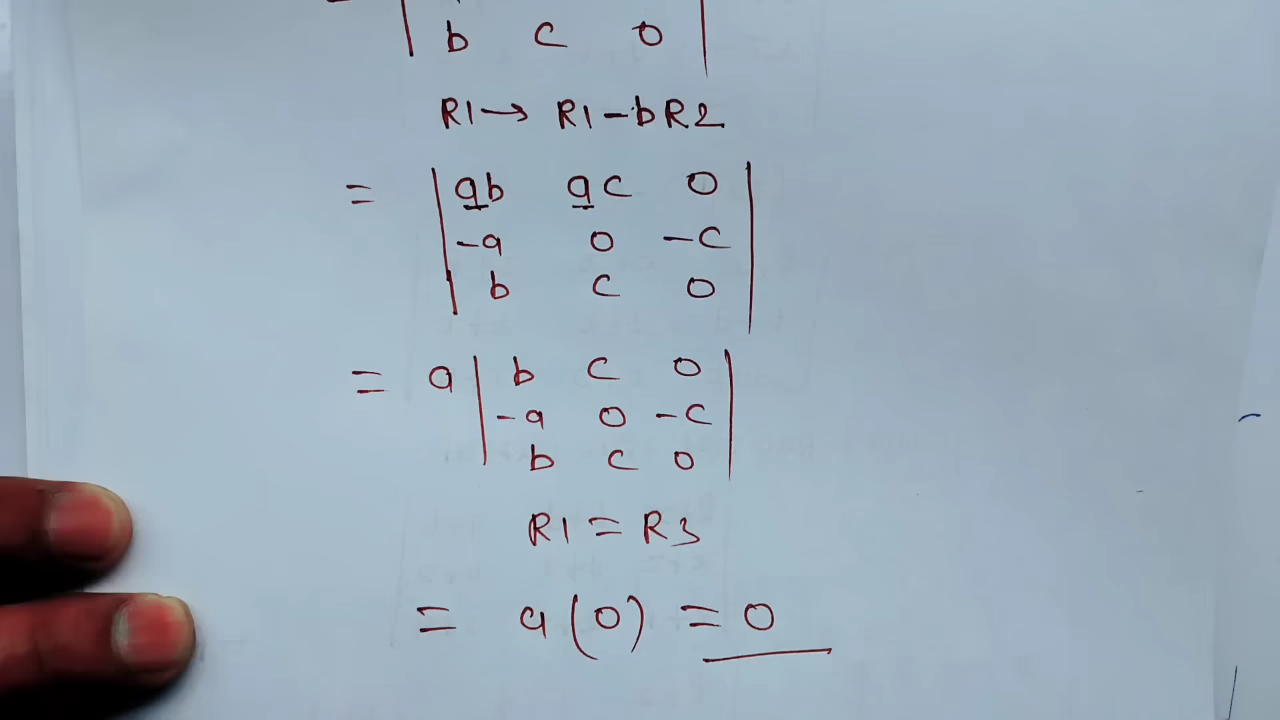 b c 0
R1→ R1-bR2
= | ab ac 0 |
| -a 0 -c |
| b c 0 |
= a | b c 0 |
| -a 0 -c |
| b c 0 |
R1 = R3
= a(0) = 0